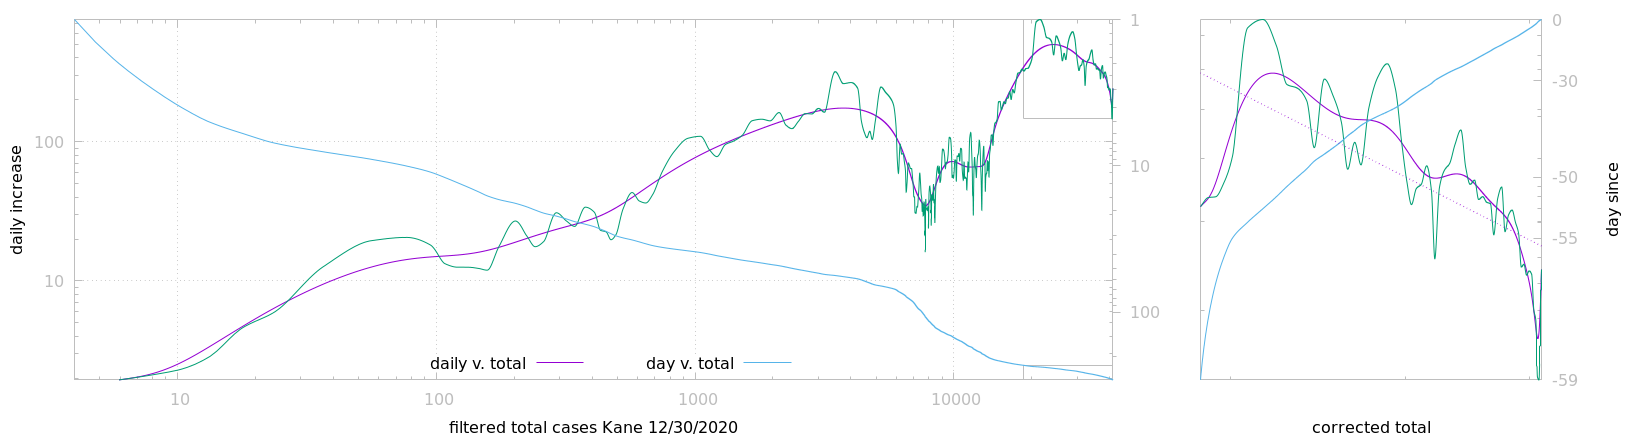 daily increase
100
10
10
100
1000
10000
1
10
100
daily v. total
day v. total
filtered total cases Kane 12/30/2020
0
-30
-50
-55
-59
day since
corrected total